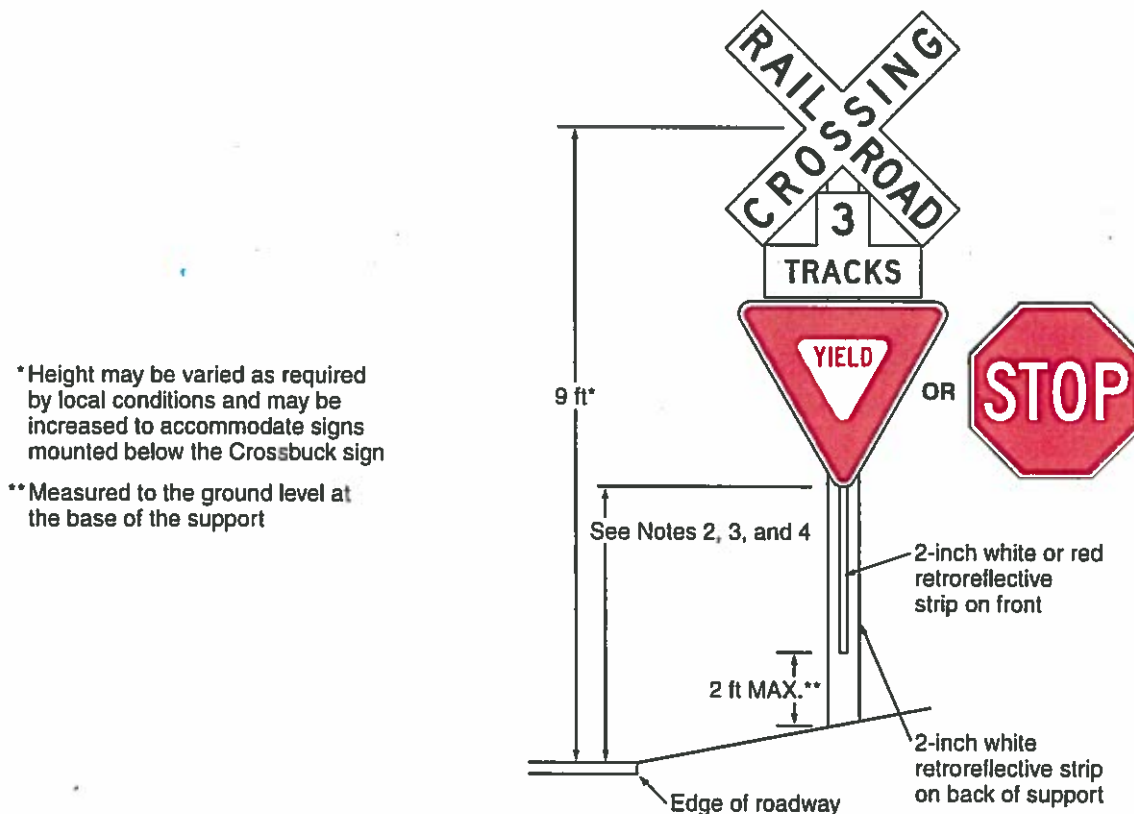 RAILROAD
CROSSING
3
TRACKS
YIELD
OR
STOP
9 ft*
*Height may be varied as required
by local conditions and may be
increased to accommodate signs
mounted below the Crossbuck sign
**Measured to the ground level at
the base of the support
See Notes 2, 3, and 4
2-inch white or red
retroreflective
strip on front
2 ft MAX.**
2-inch white
retroreflective strip
on back of support
Edge of roadway